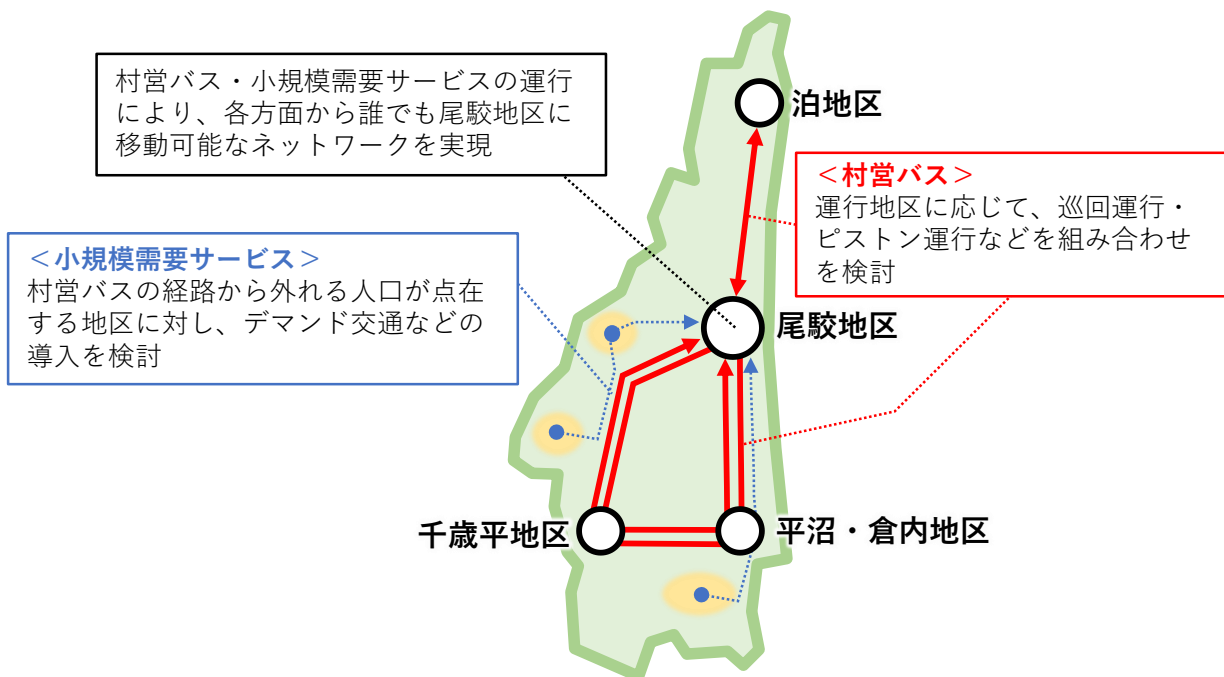 村営バス・小規模需要サービスの運行
により、各方面から誰でも尾駮地区に
移動可能なネットワークを実現
泊地区
＜村営バス＞
運行地区に応じて、巡回運行・
ピストン運行などを組み合わせ
を検討
＜小規模需要サービス＞
村営バスの経路から外れる人口が点在
する地区に対し、デマンド交通などの
導入を検討
尾駮地区
千歳平地区
平沼・倉内地区